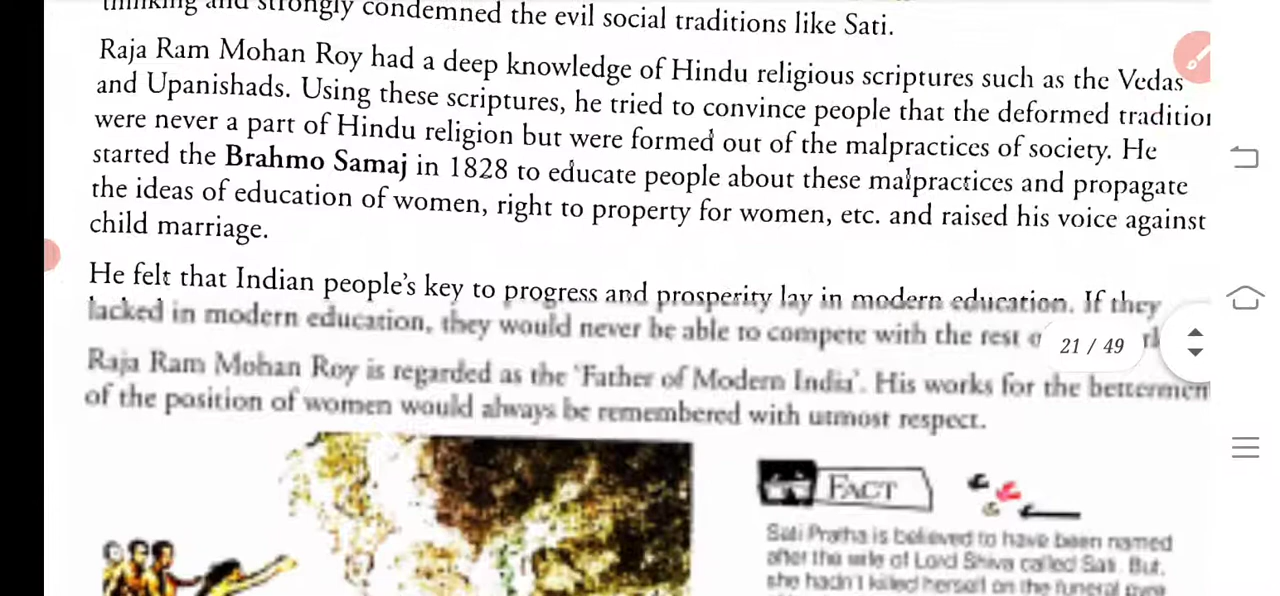 thinking and strongly condemned the evil social traditions like Sati.
Raja Ram Mohan Roy had a deep knowledge of Hindu religious scriptures such as the Vedas
and Upanishads. Using these scriptures, he tried to convince people that the deformed tradition
were never a part of Hindu religion but were formed out of the malpractices of society. He
started the Brahmo Samaj in 1828 to educate people about these malpractices and propagate
the ideas of education of women, right to property for women, etc. and raised his voice against
child marriage.
He felt that Indian people's key to progress and prosperity lay in modern education. If they
lacked in modern education, they would never be able to compete with the rest
21 / 49
Raja Ram Mohan Roy is regarded as the 'Father of Modern India'. His works for the betterment
of the position of women would always be remembered with utmost respect.
FACT
Sati Pratha is believed to have been named
after the wife of Lord Shiva called Sati. But,
she hadn't killed herself on the funeral pyre